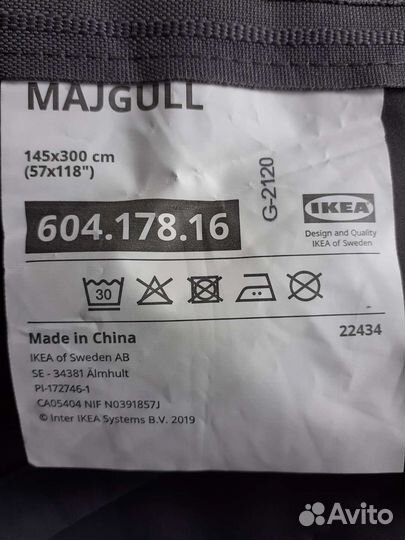 MAJGULL
145x300 cm
(57x118")
G-2120
604.178.16
IKEA
Design and Quality
IKEA of Sweden
30
Made in China
22434
IKEA of Sweden AB
SE - 34381 Älmhult
PI-172746-1
CA05404 NIF N0391857J
© Inter IKEA Systems B.V. 2019
Avito